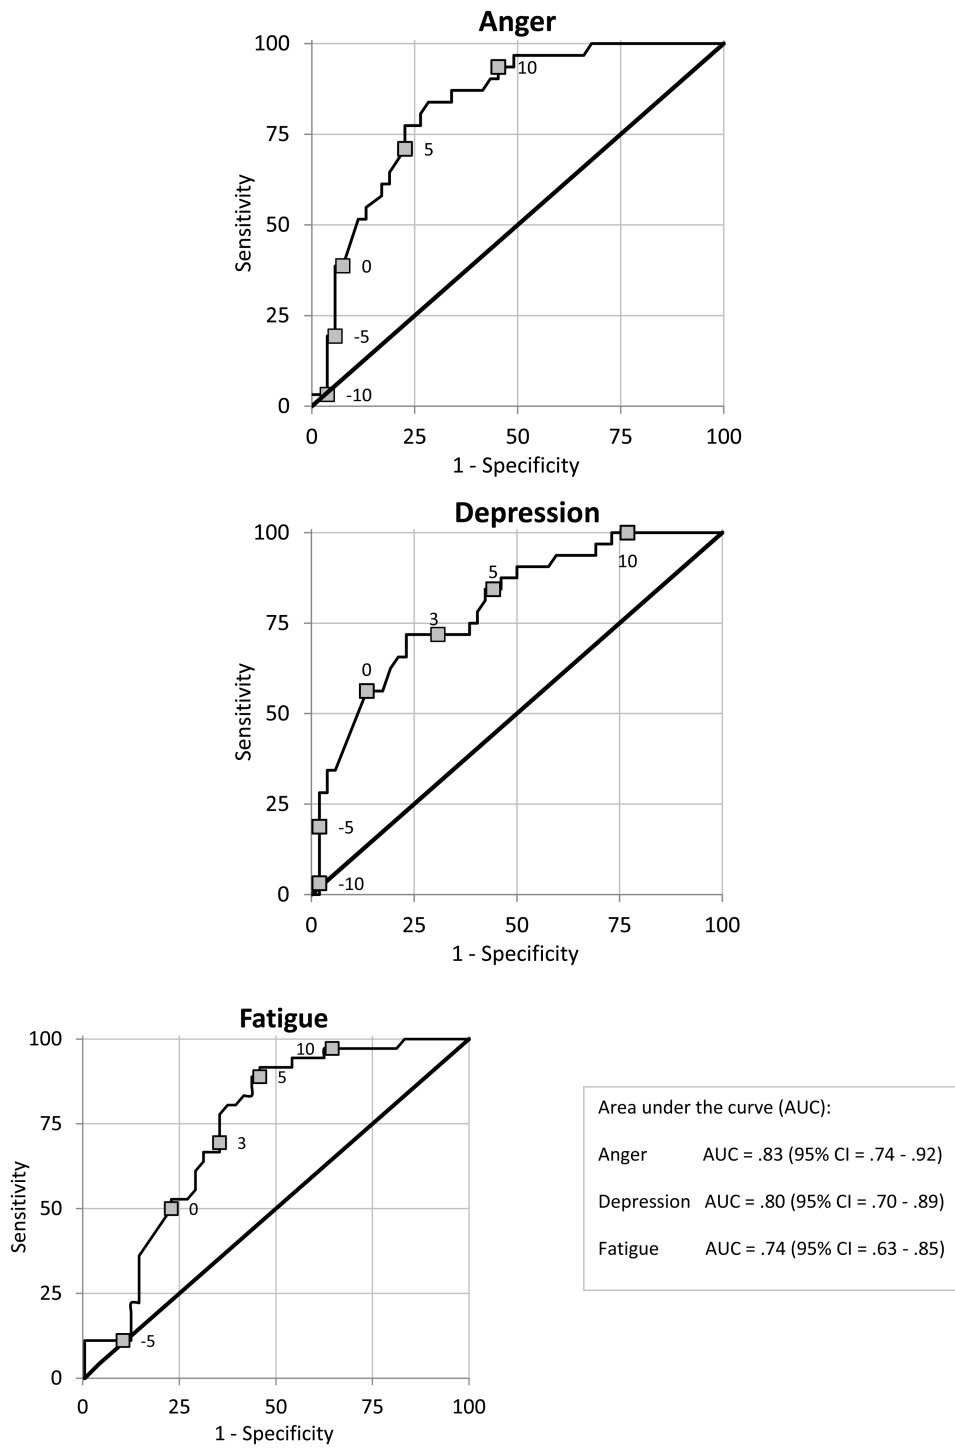 Anger
100
75
50
25
0
Sensitivity
10
5
0
-5
-10
0 25 50 75 100
1 - Specificity
Depression
100
75
50
25
0
Sensitivity
10
5
3
0
-5
-10
0 25 50 75 100
1 - Specificity
Fatigue
100
75
50
25
0
Sensitivity
10
5
3
0
-5
0 25 50 75 100
1 - Specificity
Area under the curve (AUC):
Anger AUC = .83 (95% CI = .74 - .92)
Depression AUC = .80 (95% CI = .70 - .89)
Fatigue AUC = .74 (95% CI = .63 - .85)